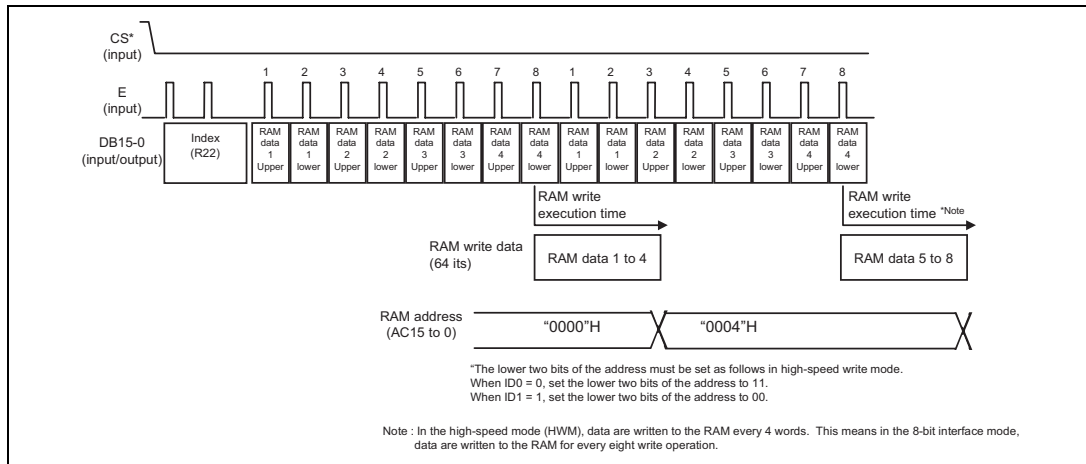 CS*
(input)
1 2 3 4 5 6 7 8 1 2 3 4 5 6 7 8
E
(input)
DB15-0
(input/output)
Index
(R22)
RAM data 1 Upper
RAM data 1 lower
RAM data 2 Upper
RAM data 2 lower
RAM data 3 Upper
RAM data 3 lower
RAM data 4 Upper
RAM data 4 lower
RAM data 1 Upper
RAM data 1 lower
RAM data 2 Upper
RAM data 2 lower
RAM data 3 Upper
RAM data 3 lower
RAM data 4 Upper
RAM data 4 lower
RAM write
execution time
RAM write
execution time *Note
RAM write data
(64 its)
RAM data 1 to 4
RAM data 5 to 8
RAM address
(AC15 to 0)
“0000”H
“0004”H
“The lower two bits of the address must be set as follows in high-speed write mode.
When ID0 = 0, set the lower two bits of the address to 11.
When ID1 = 1, set the lower two bits of the address to 00.
Note : In the high-speed mode (HWM), data are written to the RAM every 4 words. This means in the 8-bit interface mode,
data are written to the RAM for every eight write operation.